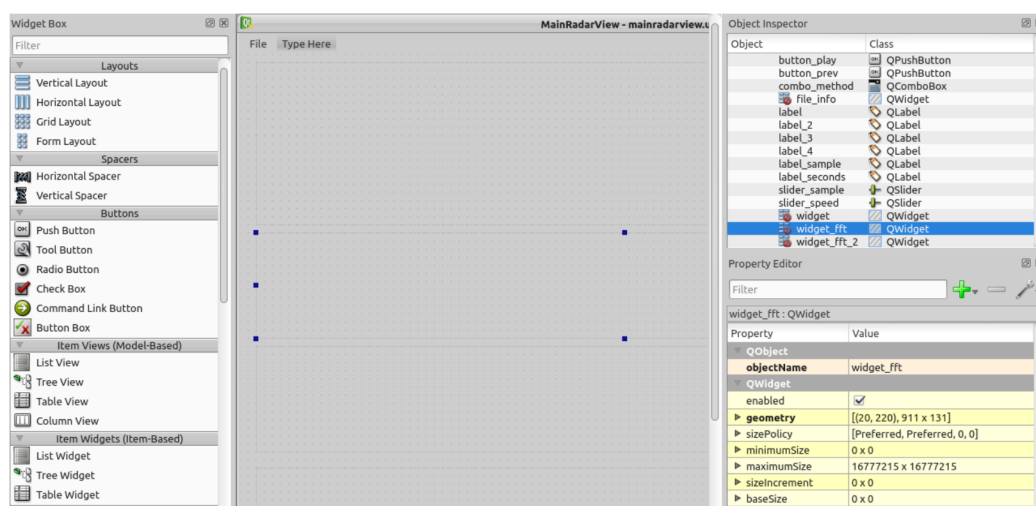 Widget Box
Filter
Layouts
Vertical Layout
Horizontal Layout
Grid Layout
Form Layout
Spacers
Horizontal Spacer
Vertical Spacer
Buttons
OK Push Button
Tool Button
Radio Button
Check Box
Command Link Button
Button Box
Item Views (Model-Based)
List View
Tree View
Table View
Column View
Item Widgets (Item-Based)
List Widget
Tree Widget
Table Widget
MainRadarView - mainradarview.u
File Type Here
Object Inspector
Object Class
button_play QPushButton
button_prev QPushButton
combo_method QComboBox
file_info QWidget
label QLabel
label_2 QLabel
label_3 QLabel
label_4 QLabel
label_sample QLabel
label_seconds QLabel
slider_sample QSlider
slider_speed QSlider
widget QWidget
widget_fft QWidget
widget_fft_2 QWidget
Property Editor
Filter
widget_fft : QWidget
Property Value
QObject
objectName widget_fft
QWidget
enabled
geometry [(20, 220), 911 x 131]
sizePolicy [Preferred, Preferred, 0, 0]
minimumSize 0 x 0
maximumSize 16777215 x 16777215
sizeIncrement 0 x 0
baseSize 0 x 0